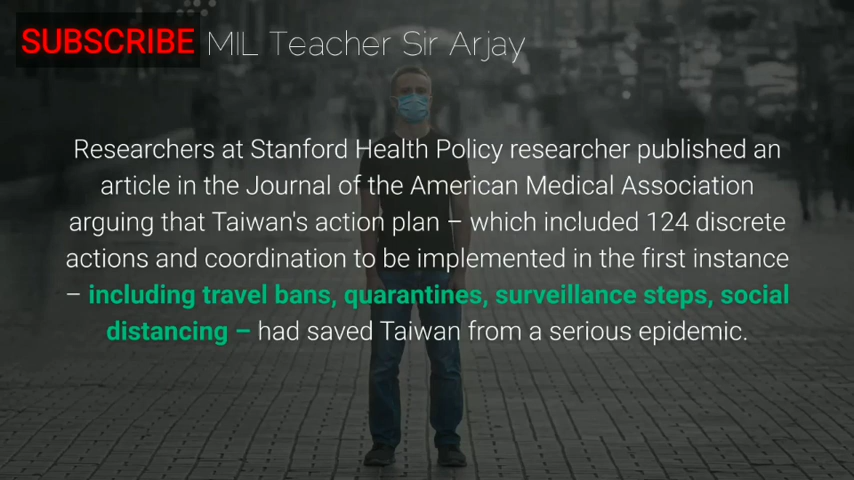 SUBSCRIBE MIL Teacher Sir Arjay
Researchers at Stanford Health Policy researcher published an
article in the Journal of the American Medical Association
arguing that Taiwan's action plan – which included 124 discrete
actions and coordination to be implemented in the first instance
– including travel bans, quarantines, surveillance steps, social
distancing – had saved Taiwan from a serious epidemic.